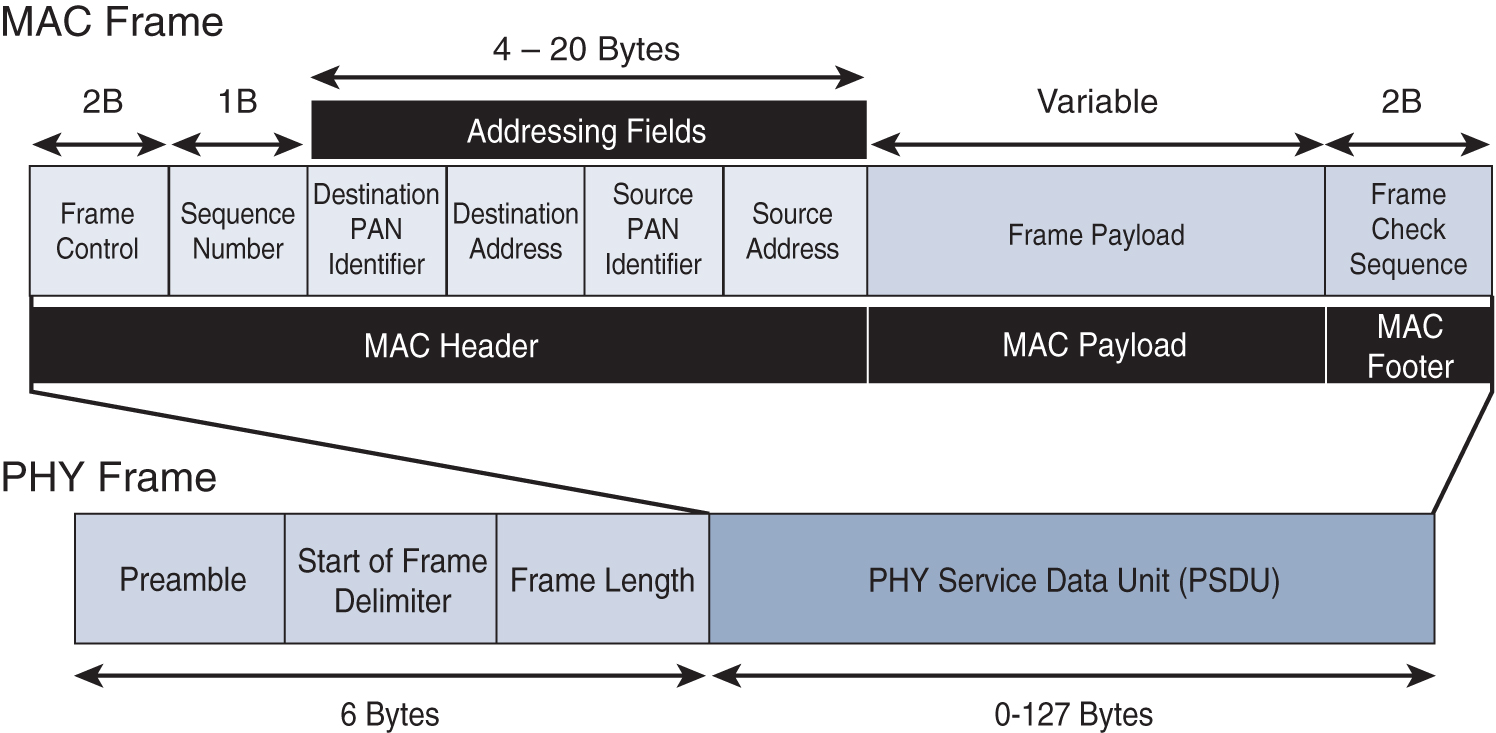 MAC Frame
4 – 20 Bytes
2B
1B
Variable
2B
Addressing Fields
Frame
Control
Sequence
Number
Destination
PAN
Identifier
Destination
Address
Source
PAN
Identifier
Source
Address
Frame Payload
Frame
Check
Sequence
MAC Header
MAC Payload
MAC
Footer
PHY Frame
Preamble
Start of Frame
Delimiter
Frame Length
PHY Service Data Unit (PSDU)
6 Bytes
0-127 Bytes